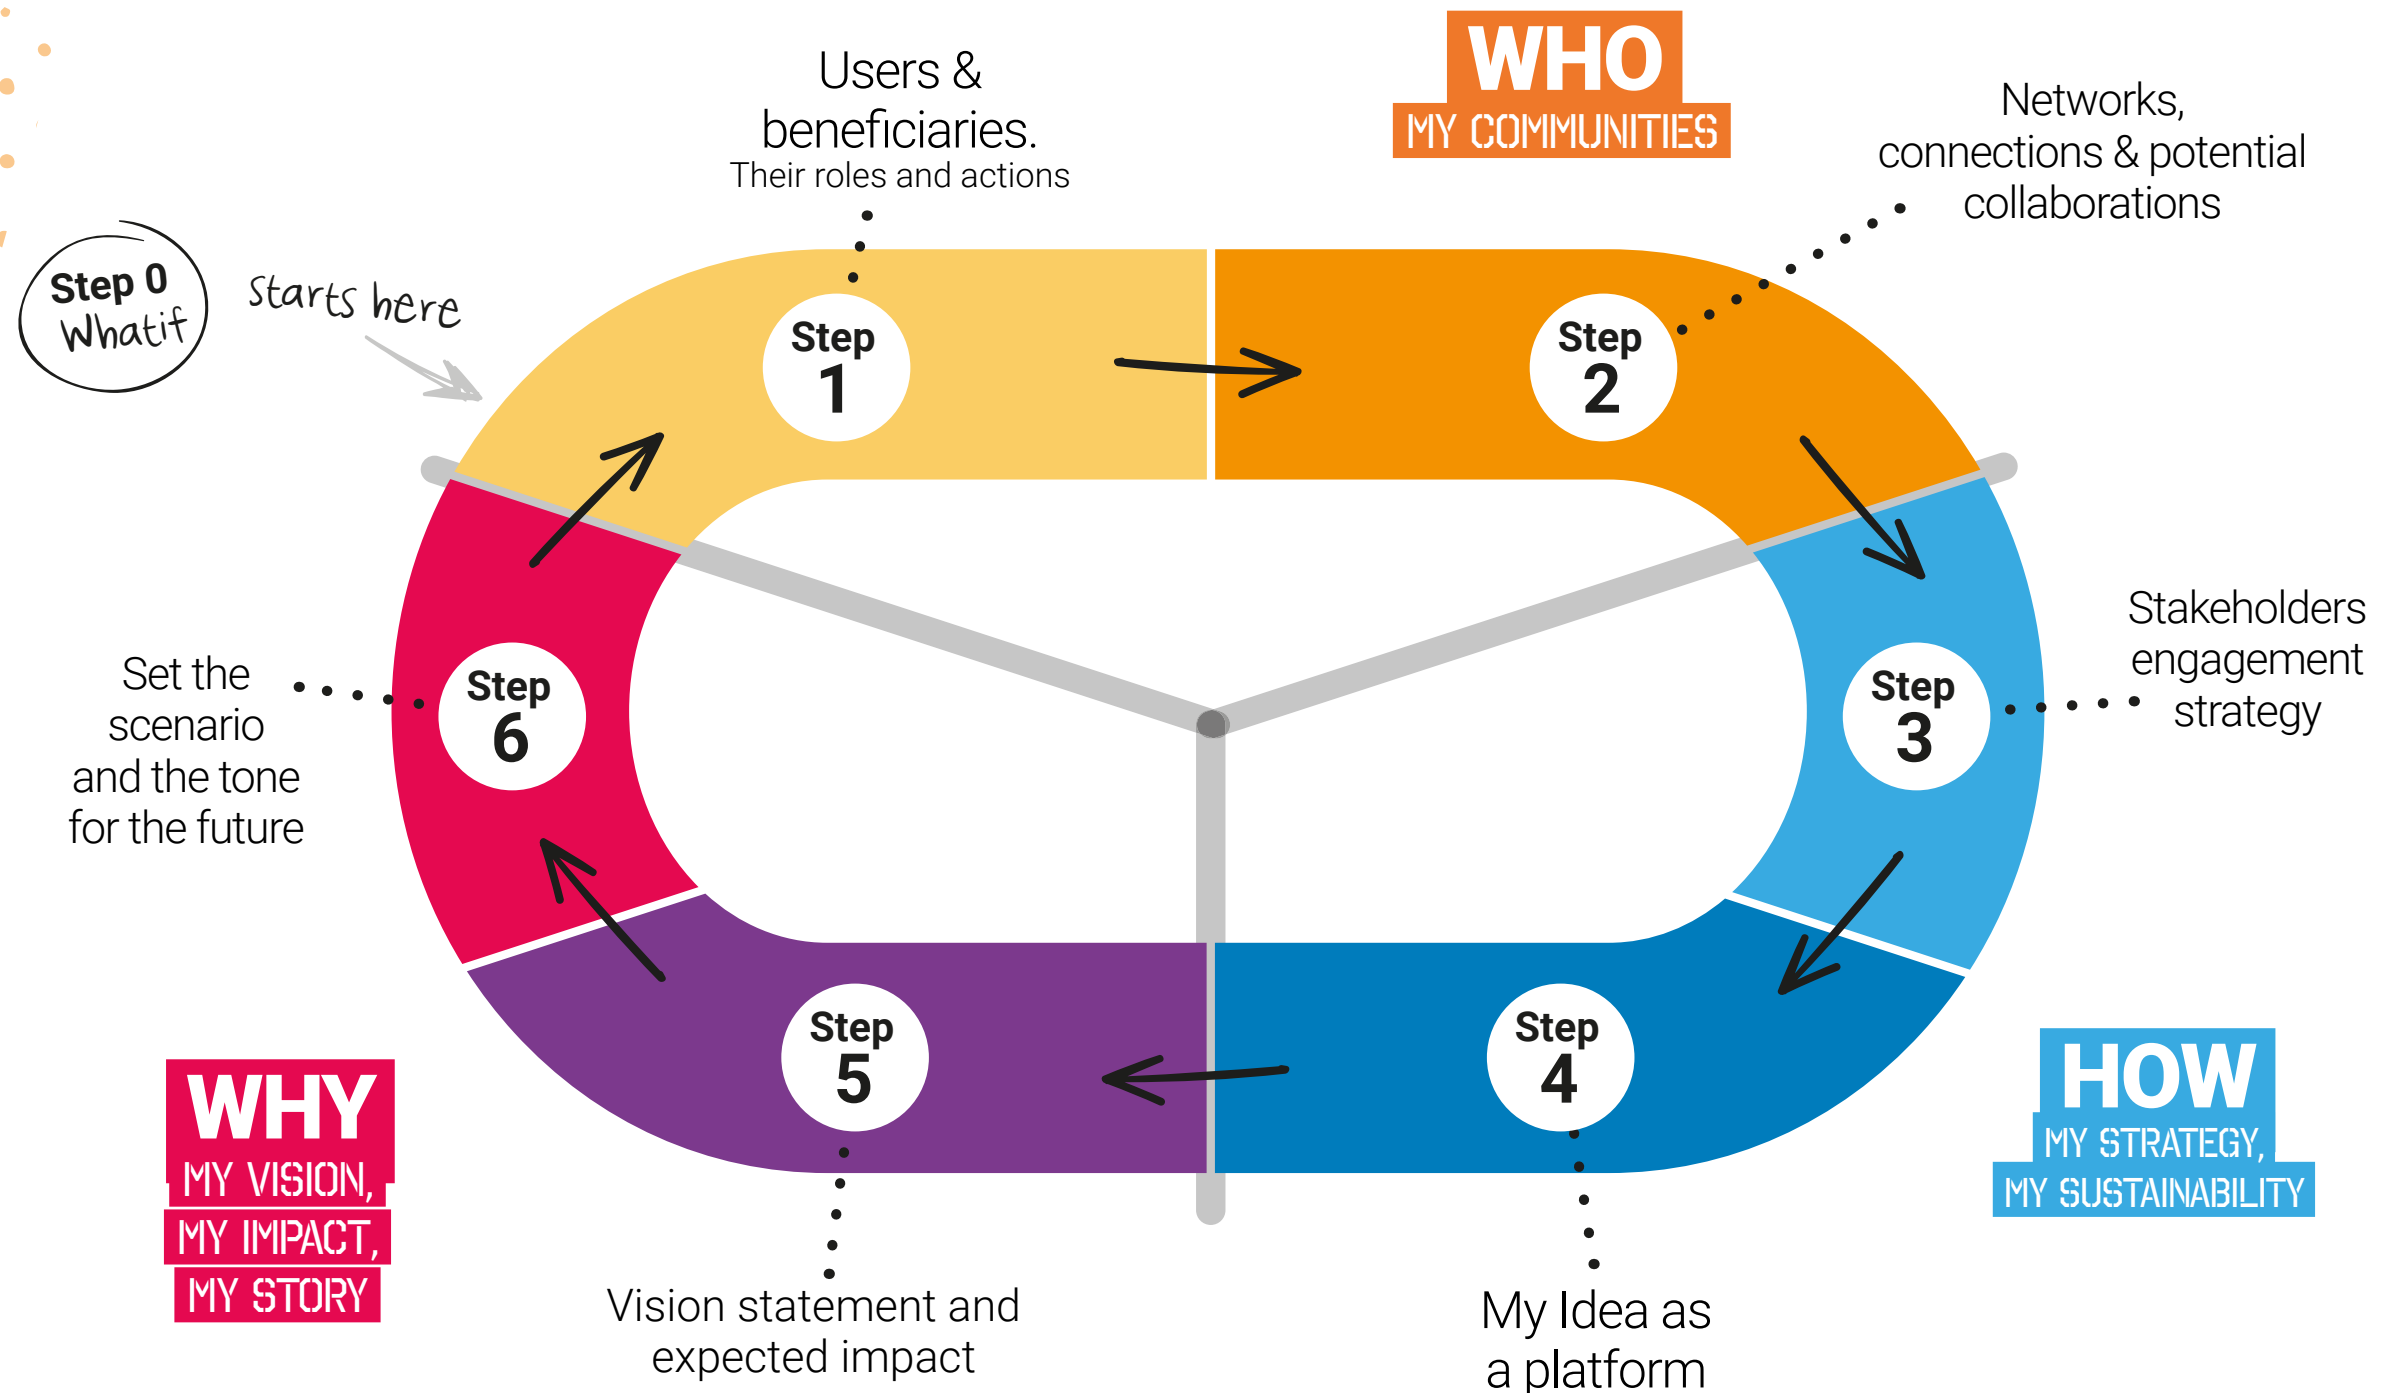 Step 0
Whatif
starts here
Users &
beneficiaries.
Their roles and actions
WHO
MY COMMUNITIES
Networks,
connections & potential
collaborations
Step
1
Step
2
Stakeholders
engagement
strategy
Step
3
HOW
MY STRATEGY,
MY SUSTAINABILITY
Step
4
My Idea as
a platform
Step
5
Vision statement and
expected impact
WHY
MY VISION,
MY IMPACT,
MY STORY
Step
6
Set the
scenario
and the tone
for the future